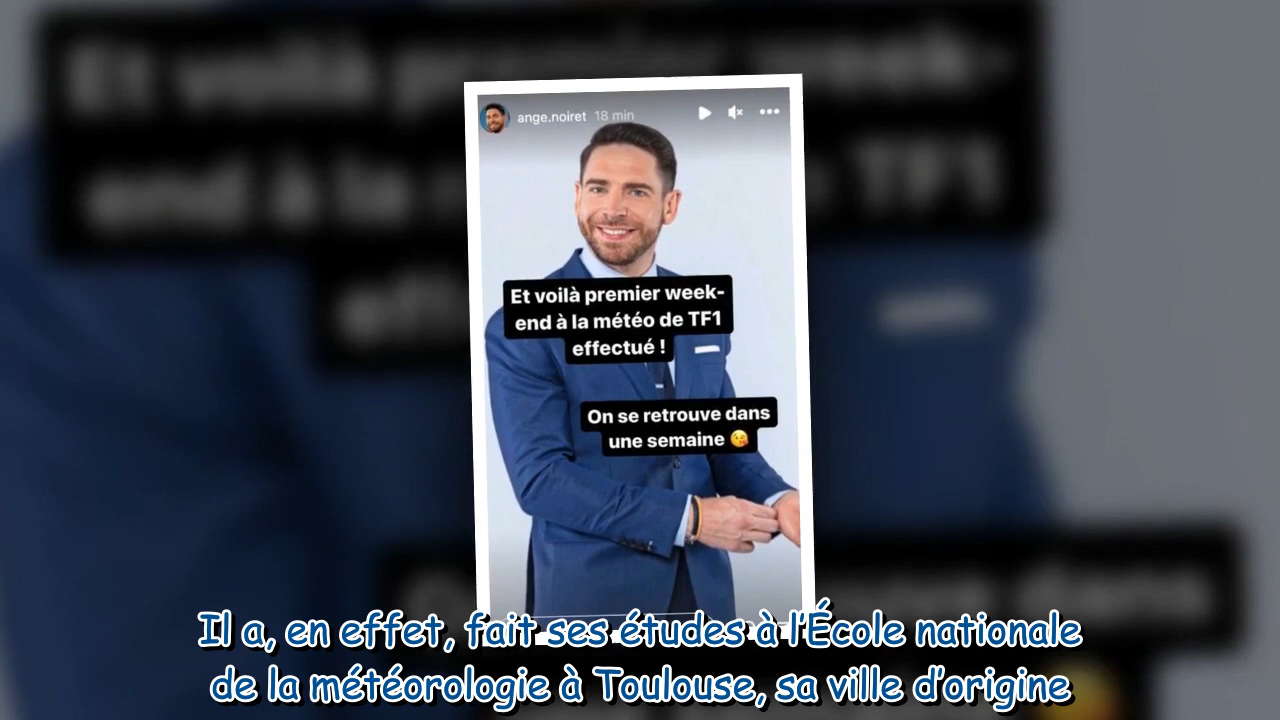 ange.noiret 18 min
Et voilà premier week-
end à la météo de TF1
effectué !
On se retrouve dans
une semaine 😘
Il a, en effet, fait ses études à l'École nationale
de la météorologie à Toulouse, sa ville d'origine